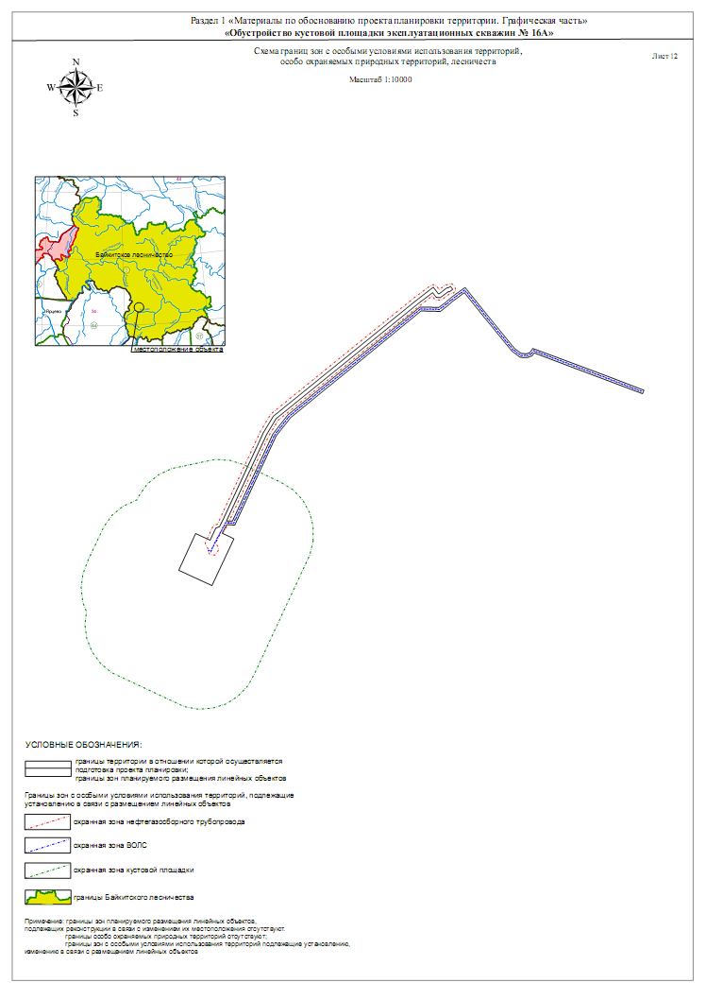 Раздел 1 «Материалы по обоснованию проекта планировки территории. Графическая часть»
«Обустройство кустовой площадки эксплуатационных скважин № 16А»
Схема границ зон с особыми условиями использования территорий,
особо охраняемых природных территорий, лесничеств
Лист 12
Масштаб 1:10000
N
W E
S
44
Байкитское лесничество
Ярцево
34
местоположение объекта
УСЛОВНЫЕ ОБОЗНАЧЕНИЯ:
границы территории в отношении которой осуществляется
подготовка проекта планировки;
границы зон планируемого размещения линейных объектов
Границы зон с особыми условиями использования территорий, подлежащие
установлению в связи с размещением линейных объектов
охранная зона нефтегазосборного трубопровода
охранная зона ВОЛС
охранная зона кустовой площадки
границы Байкитского лесничества
Примечание: границы зон планируемого размещения линейных объектов,
подлежащих реконструкции в связи с изменением их местоположения отсутствуют.
границы особо охраняемых природных территорий отсутствуют;
границы зон с особыми условиями использования территорий подлежащие установлению,
изменению в связи с размещением линейных объектов